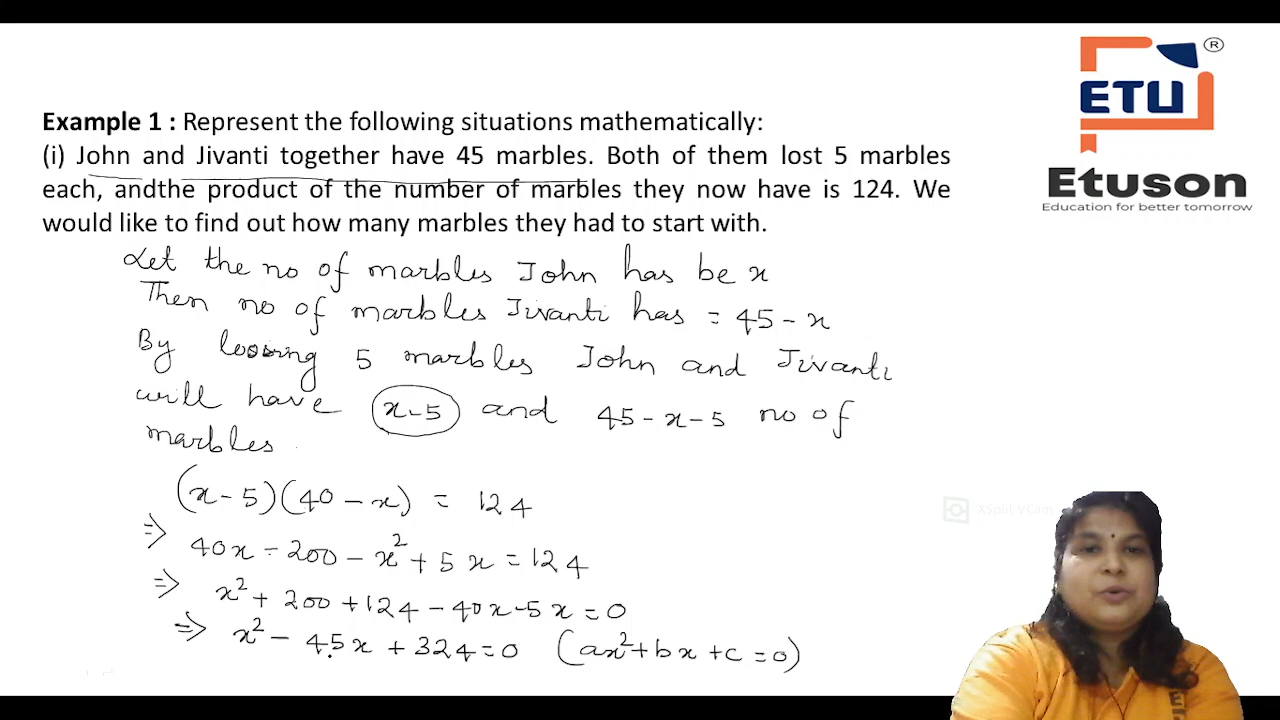 Example 1 : Represent the following situations mathematically:
(i) John and Jivanti together have 45 marbles. Both of them lost 5 marbles
each, andthe product of the number of marbles they now have is 124. We
would like to find out how many marbles they had to start with.
ETU
®
Etuson
Education for better tomorrow
Let the no of marbles John has be x
Then no of marbles Jivanti has = 45 - x
By loosing 5 marbles John and Jivanti
will have x-5 and 45-x-5 no of
marbles
(x-5)(40-x) = 124
⇒ 40x - 200 - x² + 5x = 124
⇒ x² + 200 + 124 - 40x - 5x = 0
⇒ x² - 45x + 324 = 0 (ax² + bx + c = 0)
XSplit VCam